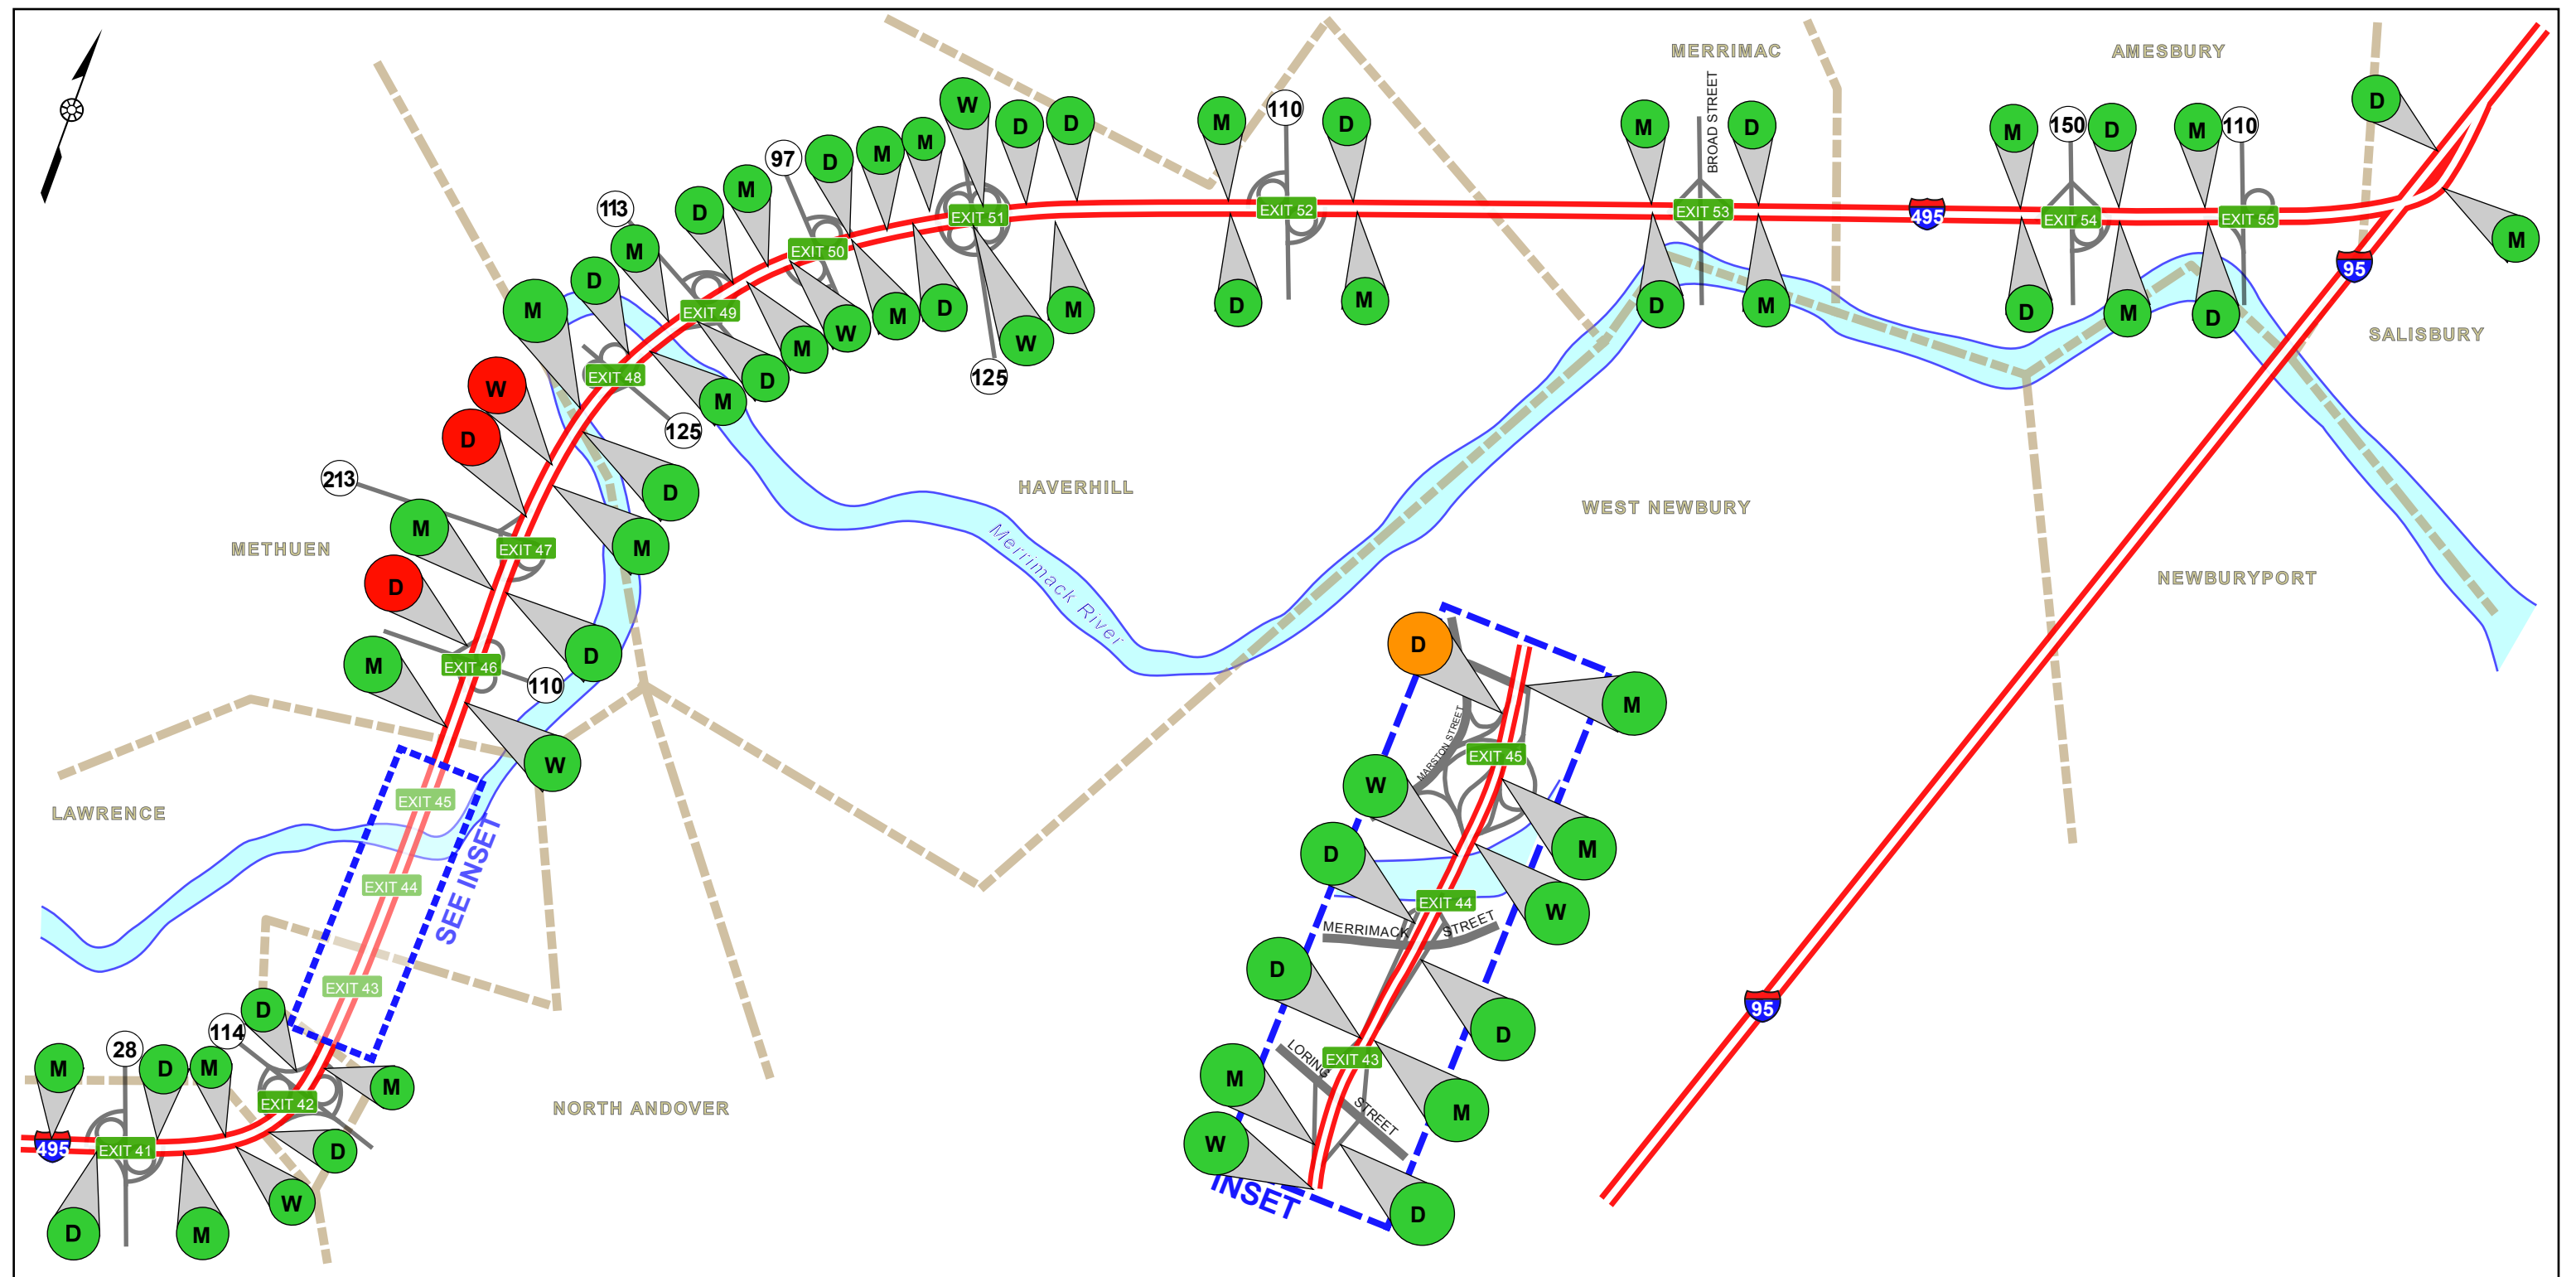 MERRIMAC
AMESBURY
BROAD STREET
D
W
M
M
D
D
M
110
D
M
D
M
150
D
M
110
M
D
97
D
M
M
D
113
M
EXIT 51
EXIT 52
EXIT 53
495
EXIT 54
EXIT 55
M
EXIT 50
95
D
M
EXIT 49
M
D
W
M
D
M
W
125
D
M
D
M
D
M
D
SALISBURY
EXIT 48
M
D
M
125
W
D
213
M
D
M
HAVERHILL
WEST NEWBURY
METHUEN
EXIT 47
NEWBURYPORT
Merrimack River
D
M
EXIT 46
110
D
W
LAWRENCE
EXIT 45
EXIT 44
EXIT 43
SEE INSET
D
M
MARSTON STREET
EXIT 45
W
M
D
EXIT 44
W
MERRIMACK STREET
D
D
LORING STREET
EXIT 43
M
M
W
D
INSET
95
D
114
28
M
D
M
M
EXIT 42
NORTH ANDOVER
495
EXIT 41
D
W
D
M